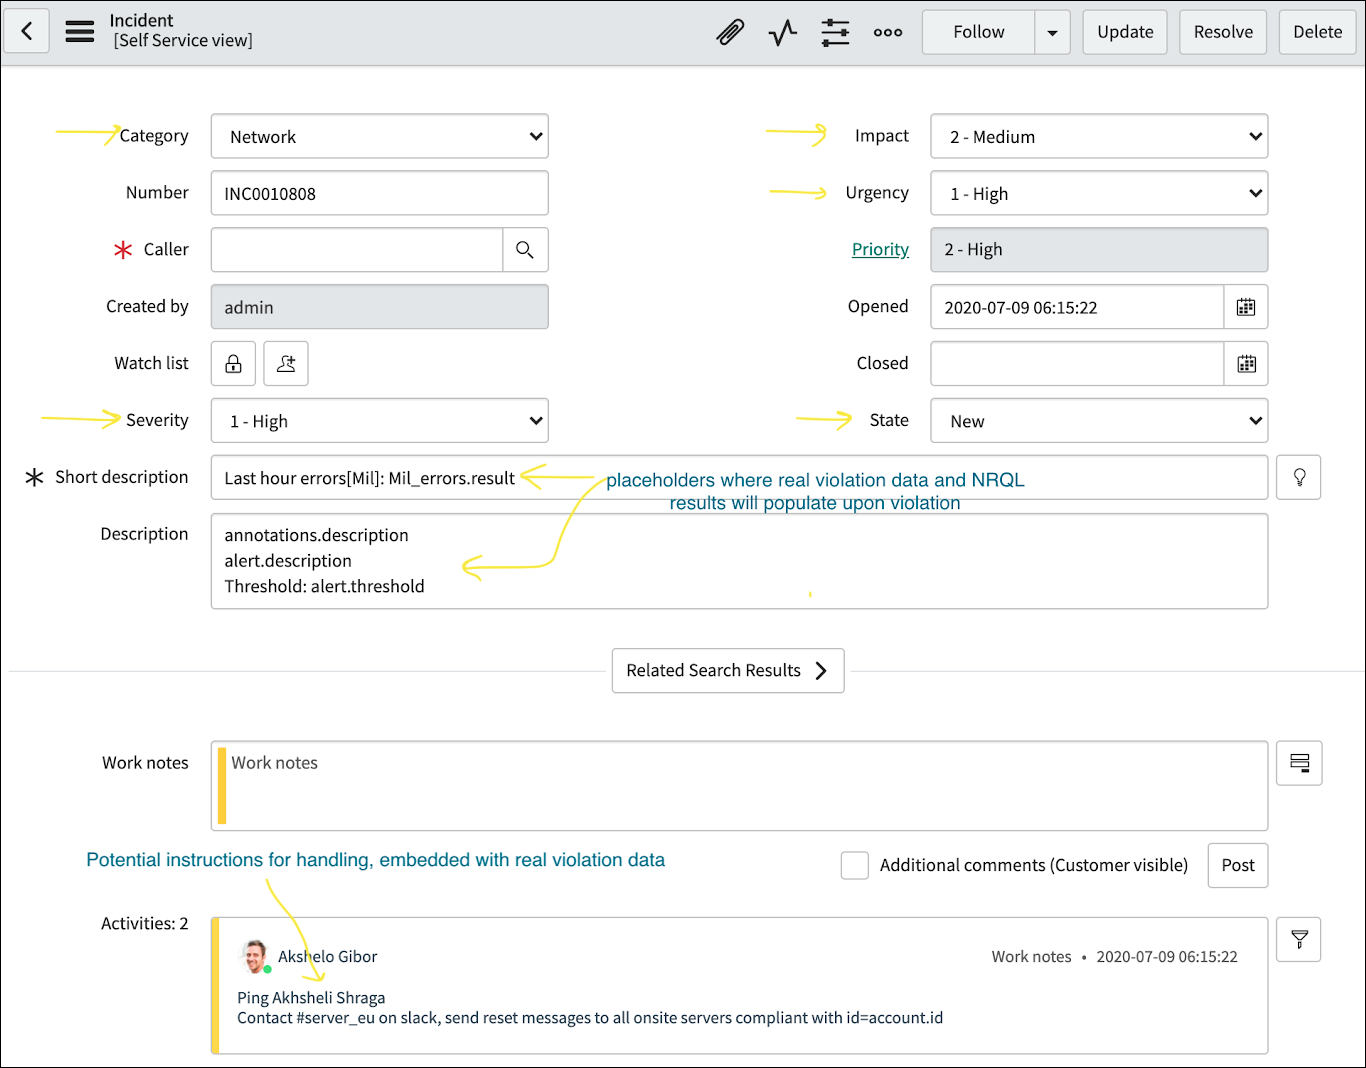 Incident
[Self Service view]
Follow
Update
Resolve
Delete
Category
Network
Impact
2 - Medium
Number
INC0010808
Urgency
1 - High
* Caller
Priority
2 - High
Created by
admin
Opened
2020-07-09 06:15:22
Watch list
Closed
Severity
1 - High
State
New
* Short description
Last hour errors[Mil]: Mil_errors.result
placeholders where real violation data and NRQL
results will populate upon violation
Description
annotations.description
alert.description
Threshold: alert.threshold
Related Search Results
Work notes
Work notes
Potential instructions for handling, embedded with real violation data
Additional comments (Customer visible)
Post
Activities: 2
Akshelo Gibor
Work notes • 2020-07-09 06:15:22
Ping Akhsheli Shraga
Contact #server_eu on slack, send reset messages to all onsite servers compliant with id=account.id